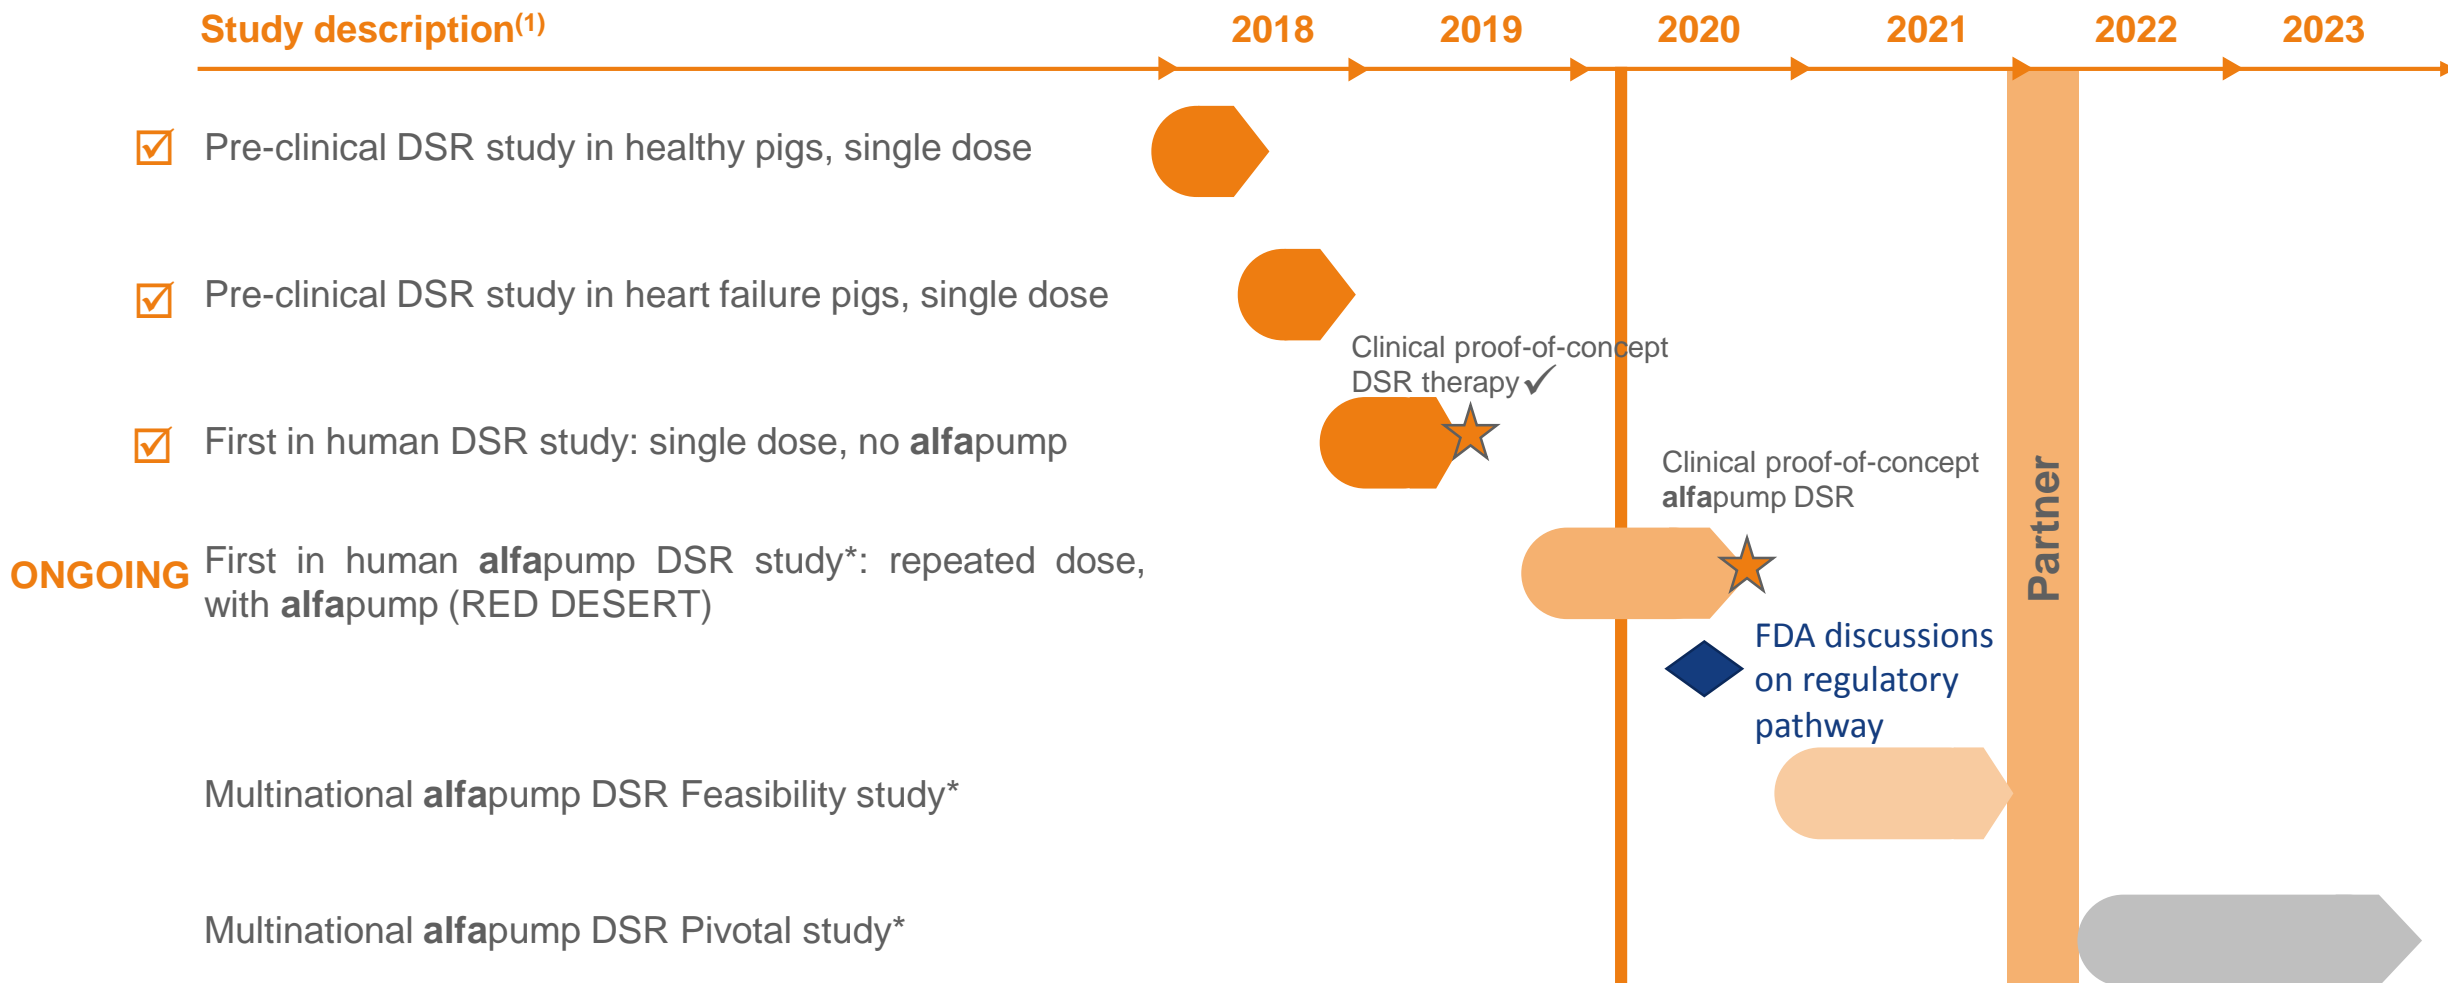 Study description(1) 2018 2019 2020 2021 2022 2023
Pre-clinical DSR study in healthy pigs, single dose
Pre-clinical DSR study in heart failure pigs, single dose
Clinical proof-of-concept
DSR therapy✓
First in human DSR study: single dose, no alfapump
Clinical proof-of-concept
alfapump DSR
Partner
ONGOING
First in human alfapump DSR study*: repeated dose,
with alfapump (RED DESERT)
FDA discussions
on regulatory
pathway
Multinational alfapump DSR Feasibility study*
Multinational alfapump DSR Pivotal study*